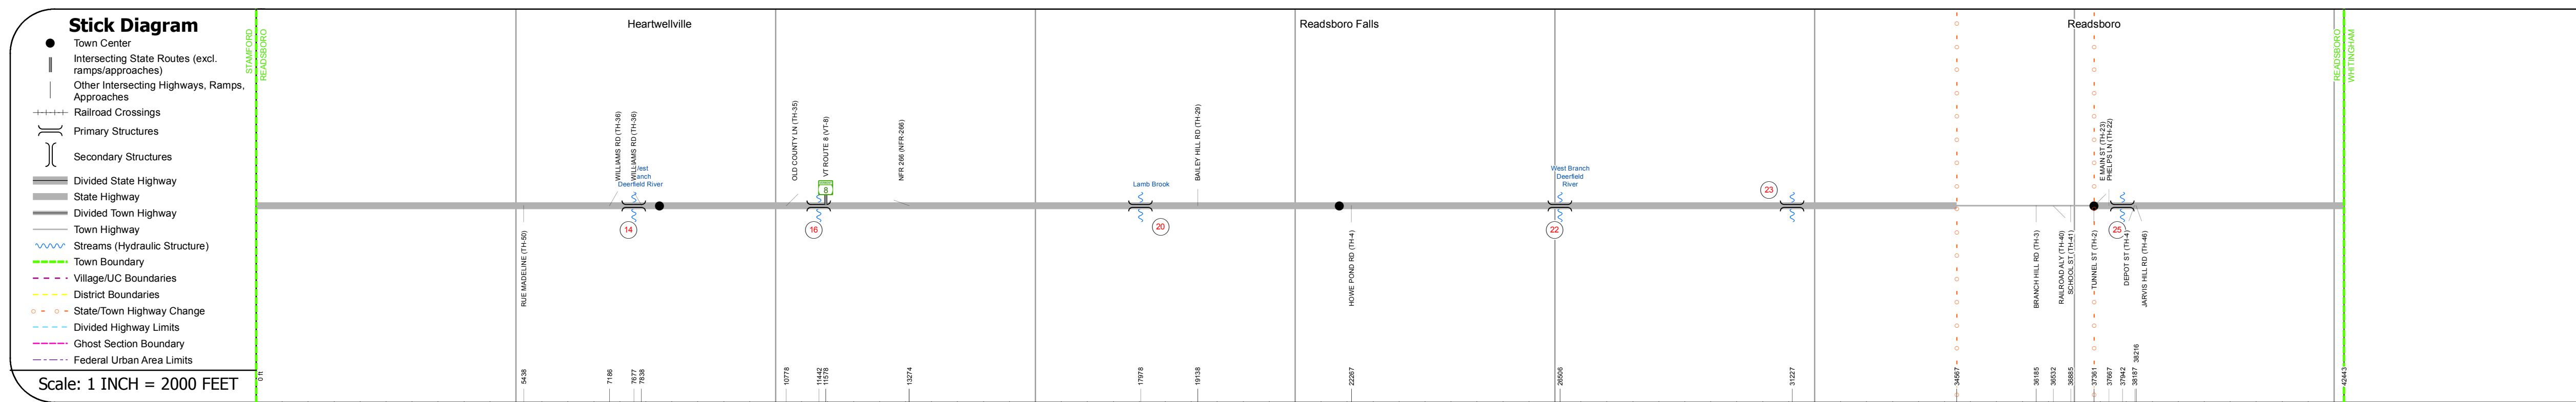 Stick Diagram
Town Center
Intersecting State Routes (excl.
ramps/approaches)
Other Intersecting Highways, Ramps,
Approaches
Railroad Crossings
Primary Structures
Secondary Structures
Divided State Highway
State Highway
Divided Town Highway
Town Highway
Streams (Hydraulic Structure)
Town Boundary
Village/UC Boundaries
District Boundaries
State/Town Highway Change
Divided Highway Limits
Ghost Section Boundary
Federal Urban Area Limits
Scale: 1 INCH = 2000 FEET
STAMFORD
READSBORO
Heartwellville
Readsboro Falls
Readsboro
READSBORO
WHITINGHAM
RUE MADELINE (TH-50)
WILLIAMS RD (TH-36)
WILLIAMS RD (TH-36)
West
Branch
Deerfield River
14
OLD COUNTY LN (TH-35)
VT ROUTE 8 (VT-8)
8
16
NFR 266 (NFR-266)
Lamb Brook
20
BAILEY HILL RD (TH-29)
HOWE POND RD (TH-4)
West Branch
Deerfield
River
22
23
BRANCH HILL RD (TH-3)
RAILROAD ALY (TH-40)
SCHOOL ST (TH-41)
TUNNEL ST (TH-2)
E MAIN ST (TH-23)
PHELPS LN (TH-22)
25
DEPOT ST (TH-4)
JARVIS HILL RD (TH-46)
0 ft
5438
7186
7677
7838
10778
11442
11578
13274
17978
19138
22267
26506
31227
34567
36185
36532
36885
37361
37667
37942
38187
38216
42443